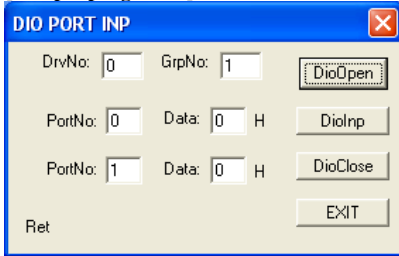 DIO PORT INP
DrvNo: 0 GrpNo: 1 DioOpen
PortNo: 0 Data: 0 H DioInp
PortNo: 1 Data: 0 H DioClose
EXIT
Ret